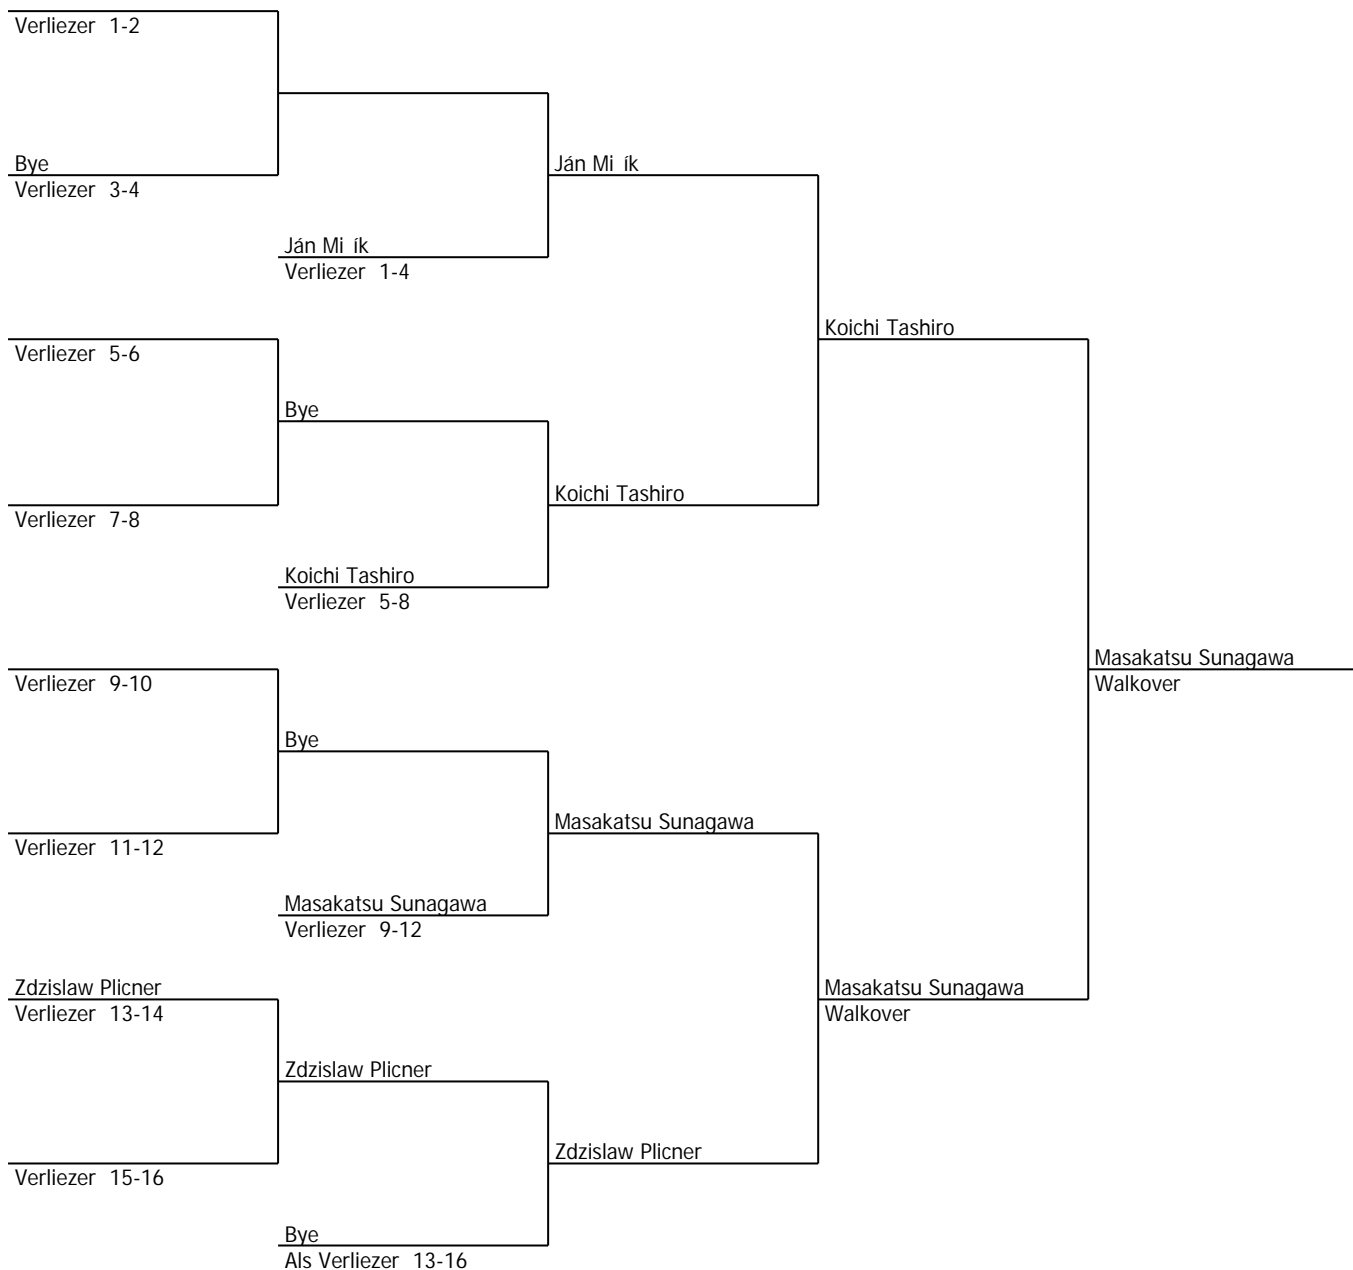 Verliezer 1-2
Bye
Verliezer 3-4
Ján Mi ík
Ján Mi ík
Verliezer 1-4
Koichi Tashiro
Verliezer 5-6
Bye
Koichi Tashiro
Verliezer 7-8
Koichi Tashiro
Verliezer 5-8
Masakatsu Sunagawa
Walkover
Verliezer 9-10
Bye
Masakatsu Sunagawa
Verliezer 11-12
Masakatsu Sunagawa
Verliezer 9-12
Zdzislaw Plicner
Verliezer 13-14
Masakatsu Sunagawa
Walkover
Zdzislaw Plicner
Zdzislaw Plicner
Verliezer 15-16
Bye
Als Verliezer 13-16